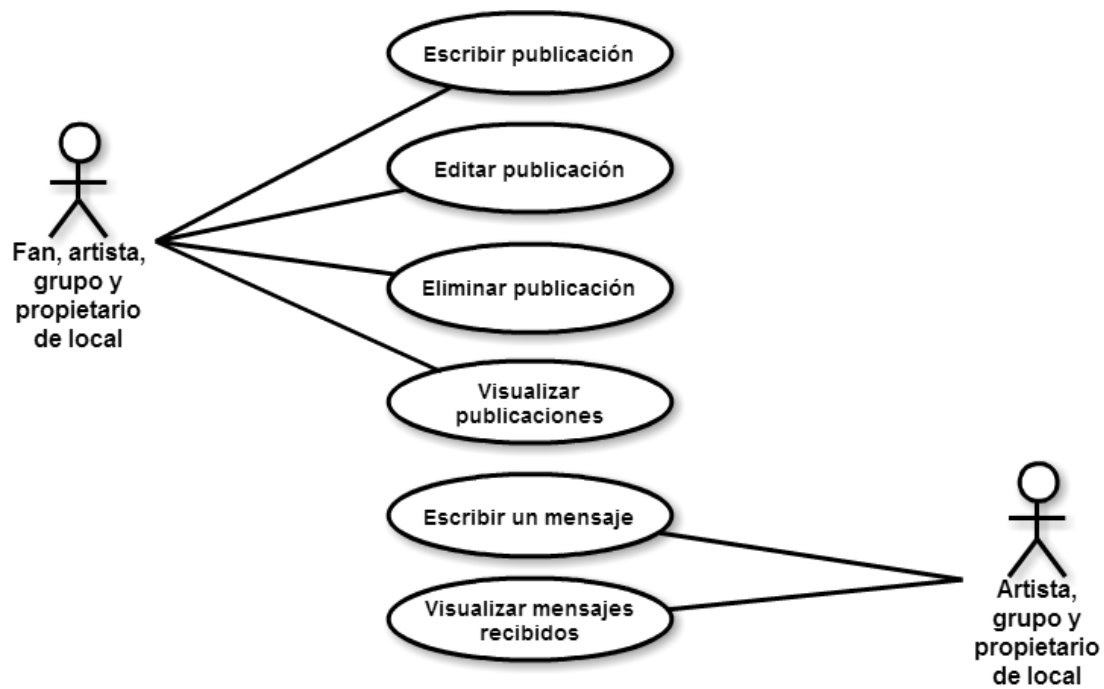 Escribir publicación
Editar publicación
Fan, artista,
grupo y
propietario
de local
Eliminar publicación
Visualizar
publicaciones
Escribir un mensaje
Visualizar mensajes
recibidos
Artista,
grupo y
propietario
de local